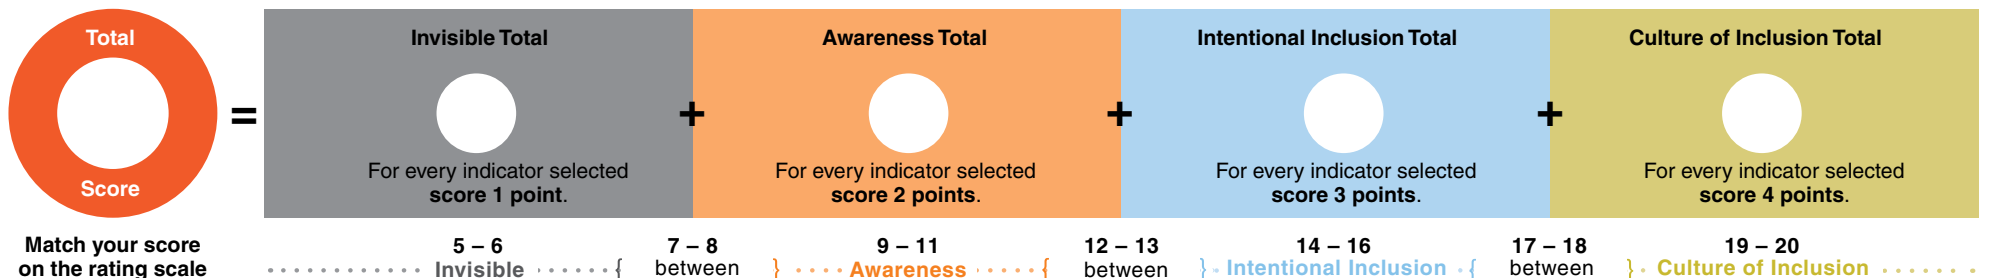 Total
Score
=
Invisible Total
For every indicator selected
score 1 point.
+
Awareness Total
For every indicator selected
score 2 points.
+
Intentional Inclusion Total
For every indicator selected
score 3 points.
+
Culture of Inclusion Total
For every indicator selected
score 4 points.
Match your score
on the rating scale
5 – 6
Invisible
7 – 8
between
9 – 11
Awareness
12 – 13
between
14 – 16
Intentional Inclusion
17 – 18
between
19 – 20
Culture of Inclusion